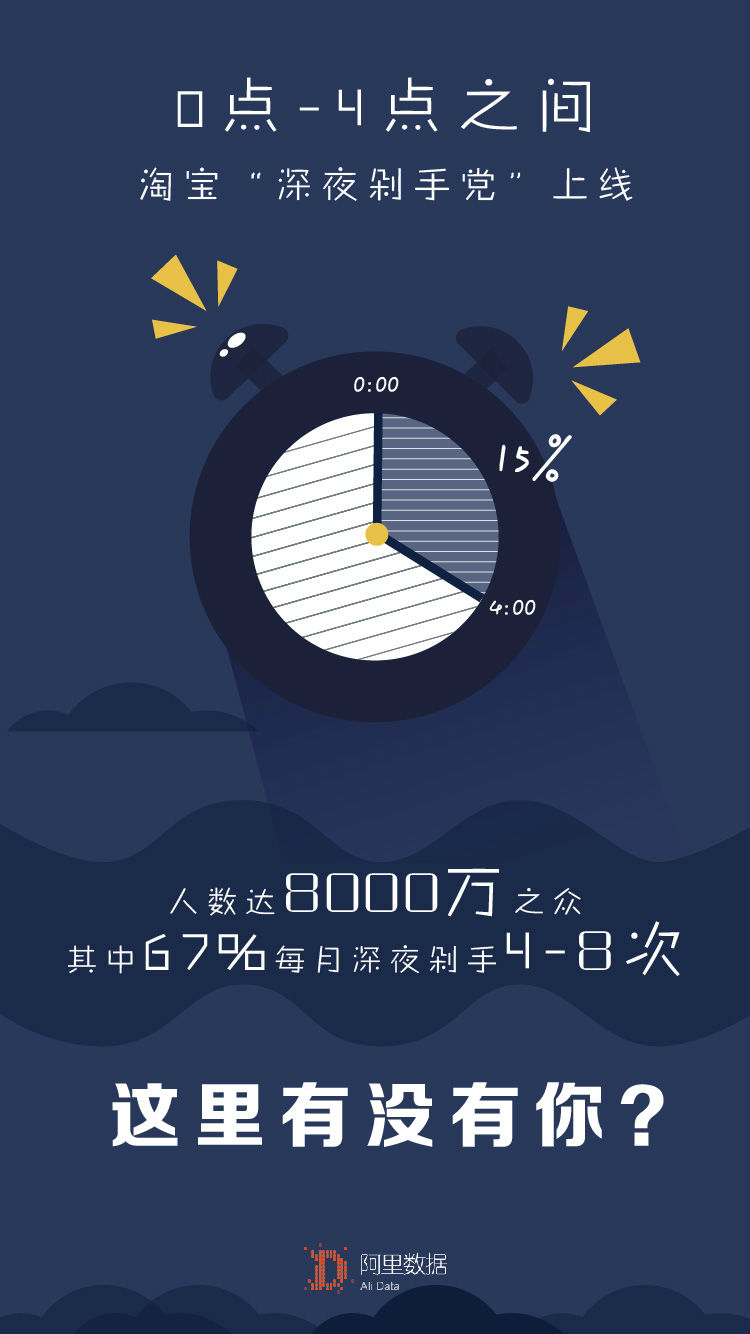 0点-4点之间
淘宝“深夜剁手党”上线
0:00
15%
4:00
人数达8000万之众
其中67%每月深夜剁手4-8次
这里有没有你？
阿里数据
Ali Data